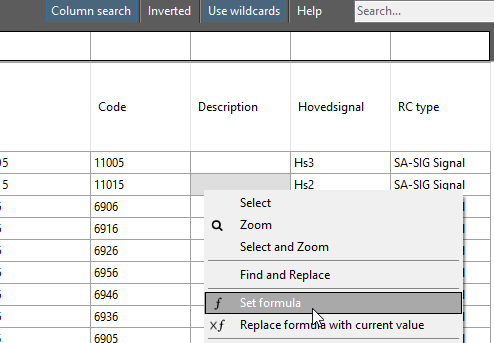 Column search Inverted Use wildcards Help Search...
Code Description Hovedsignal RC type
05 11005 Hs3 SA-SIG Signal
15 11015 Hs2 SA-SIG Signal
6906
6916
6926
6956
6946
6936
6905
Select
Zoom
Select and Zoom
Find and Replace
f Set formula
xf Replace formula with current value